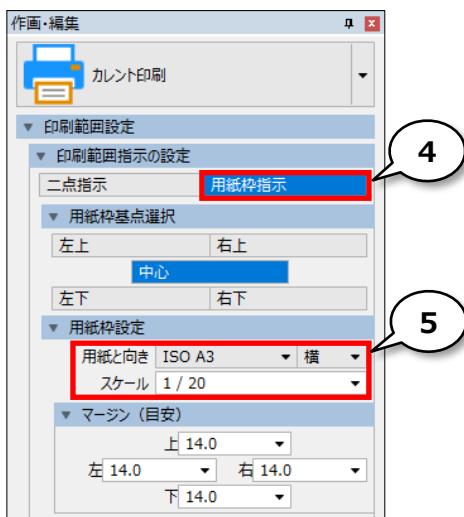 作画・編集
カレント印刷
印刷範囲設定
印刷範囲指示の設定
4
二点指示 用紙枠指示
用紙枠基点選択
左上 右上
中心
左下 右下
用紙枠設定
5
用紙と向き ISO A3 横
スケール 1 / 20
マージン（目安）
上 14.0
左 14.0 右 14.0
下 14.0